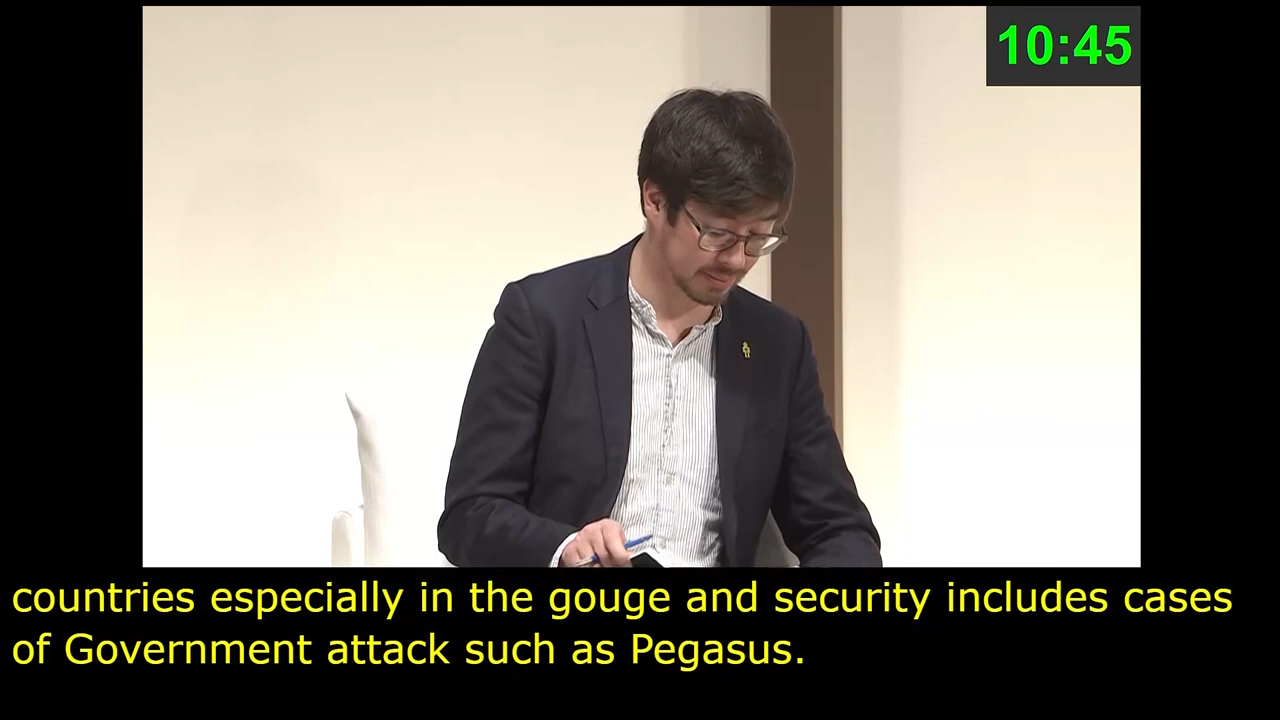 10:45
countries especially in the gouge and security includes cases
of Government attack such as Pegasus.